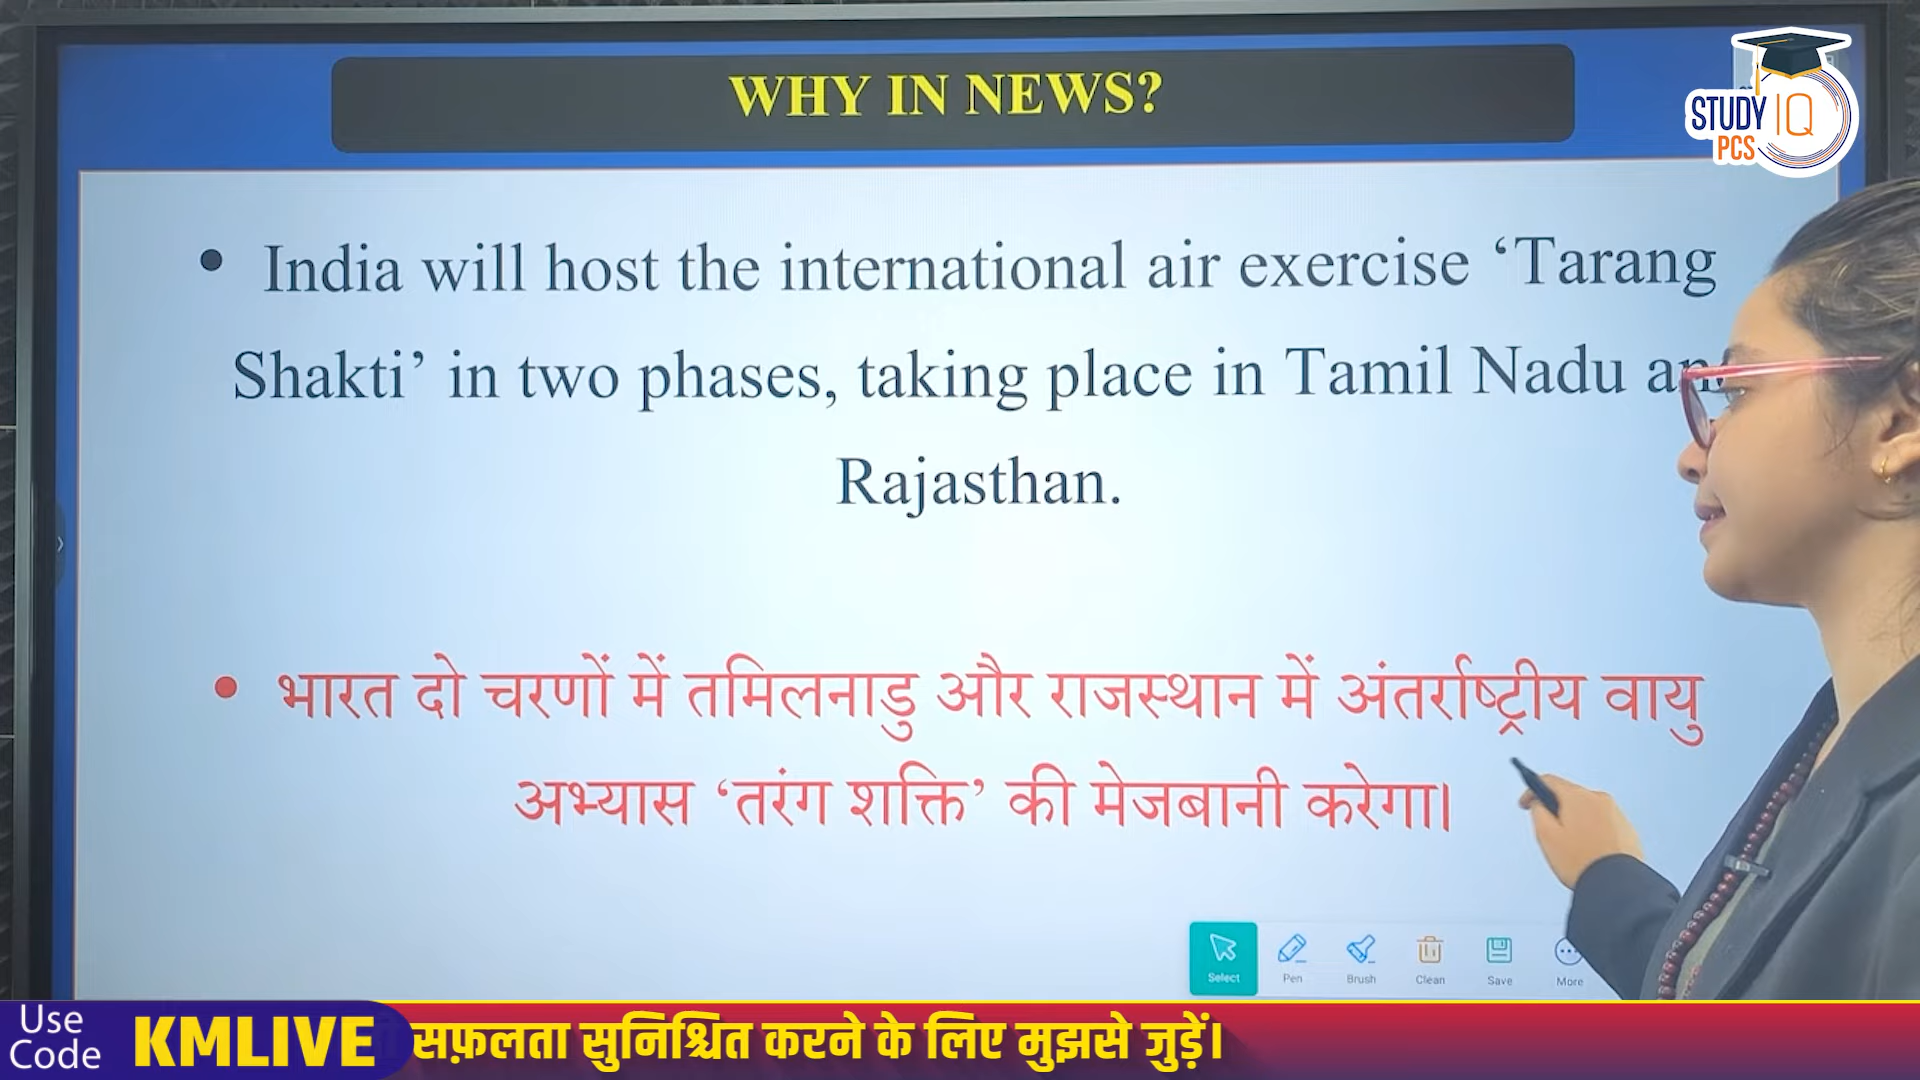 WHY IN NEWS?
STUDY IQ
PCS
• India will host the international air exercise ‘Tarang
Shakti’ in two phases, taking place in Tamil Nadu
Rajasthan.
• भारत दो चरणों में तमिलनाडु और राजस्थान में अंतर्राष्ट्रीय वायु
अभ्यास ‘तरंग शक्ति’ की मेजबानी करेगा।
Select Pen Brush Clean Save More
Use
Code
KMLIVE
सफ़लता सुनिश्चित करने के लिए मुझसे जुड़ें।